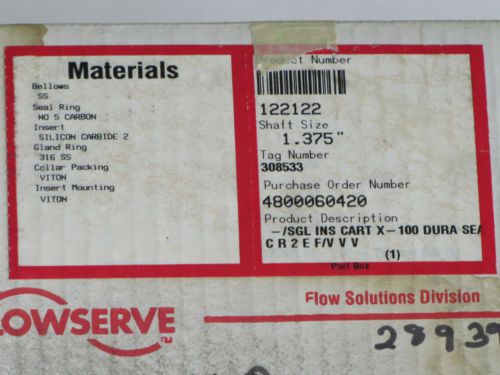 Materials
Bellows
SS
Seal Ring
NO 5 CARBON
Insert
SILICON CARBIDE 2
Gland Ring
316 SS
Collar Packing
VITON
Insert Mounting
VITON
Product Number
122122
Shaft Size
1.375"
Tag Number
308533
Purchase Order Number
4800060420
Product Description
-/SGL INS CART X-100 DURA SEA
C R 2 E F/V V V
(1)
Part Box
LOWSERVE
Flow Solutions Division
28939